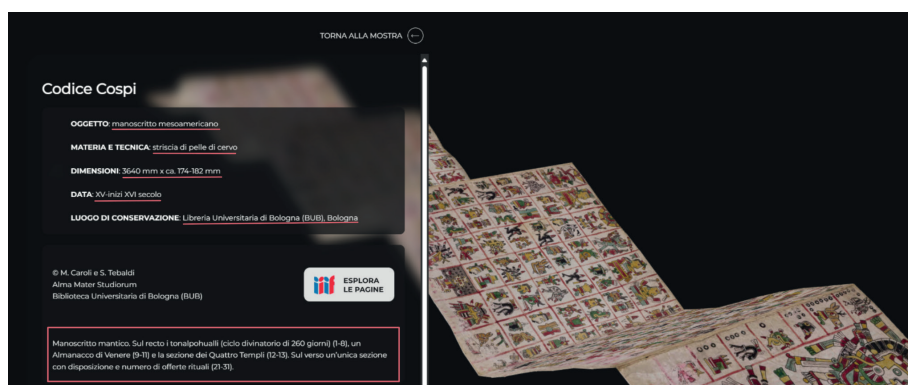 TORNA ALLA MOSTRA
Codice Cospi
OGGETTO: manoscritto mesoamericano
MATERIA E TECNICA: striscia di pelle di cervo
DIMENSIONI: 3640 mm x ca. 174-182 mm
DATA: XV-inizi XVI secolo
LUOGO DI CONSERVAZIONE: Libreria Universitaria di Bologna (BUB), Bologna
© M. Caroli e S. Tebaldi
Alma Mater Studiorum
Biblioteca Universitaria di Bologna (BUB)
iiif
ESPLORA
LE PAGINE
Manoscritto mantico. Sul recto i tonalpohualli (ciclo divinatorio di 260 giorni) (1-8), un
Almanacco di Venere (9-11) e la sezione dei Quattro Templi (12-13). Sul verso un'unica sezione
con disposizione e numero di offerte rituali (21-31).